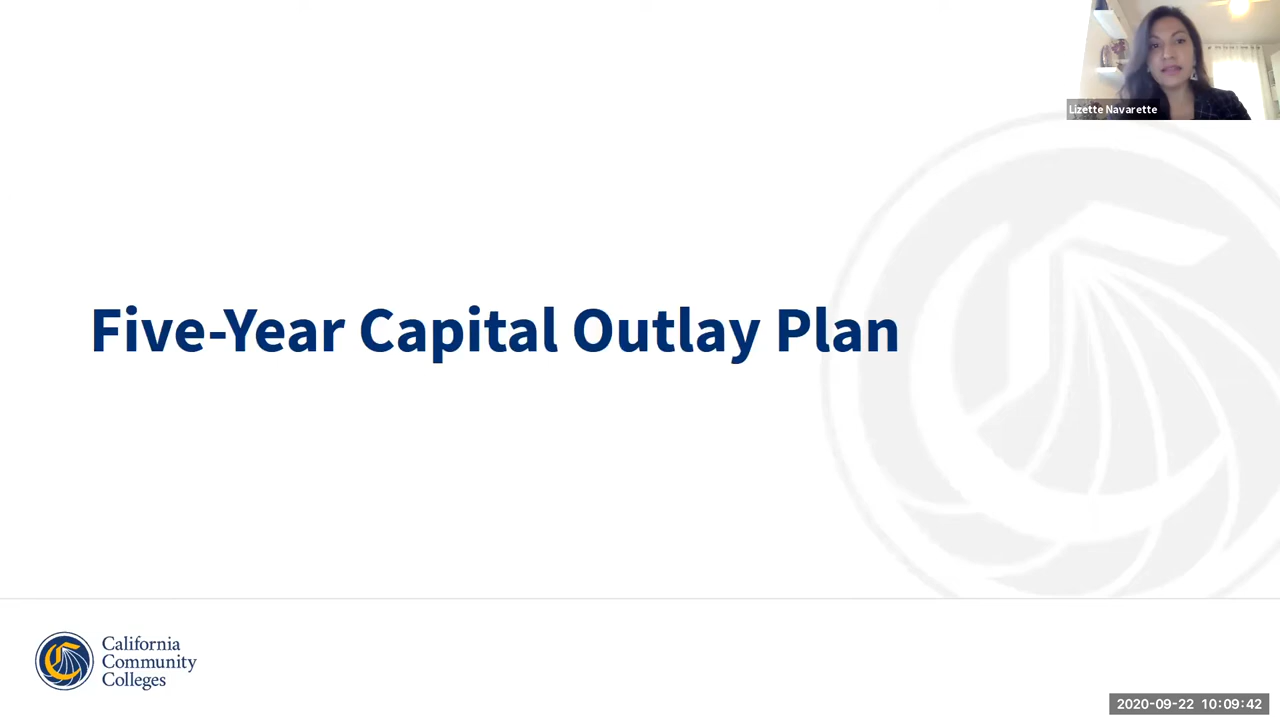 Lizette Navarette
Five-Year Capital Outlay Plan
California
Community
Colleges
2020-09-22 10:09:42